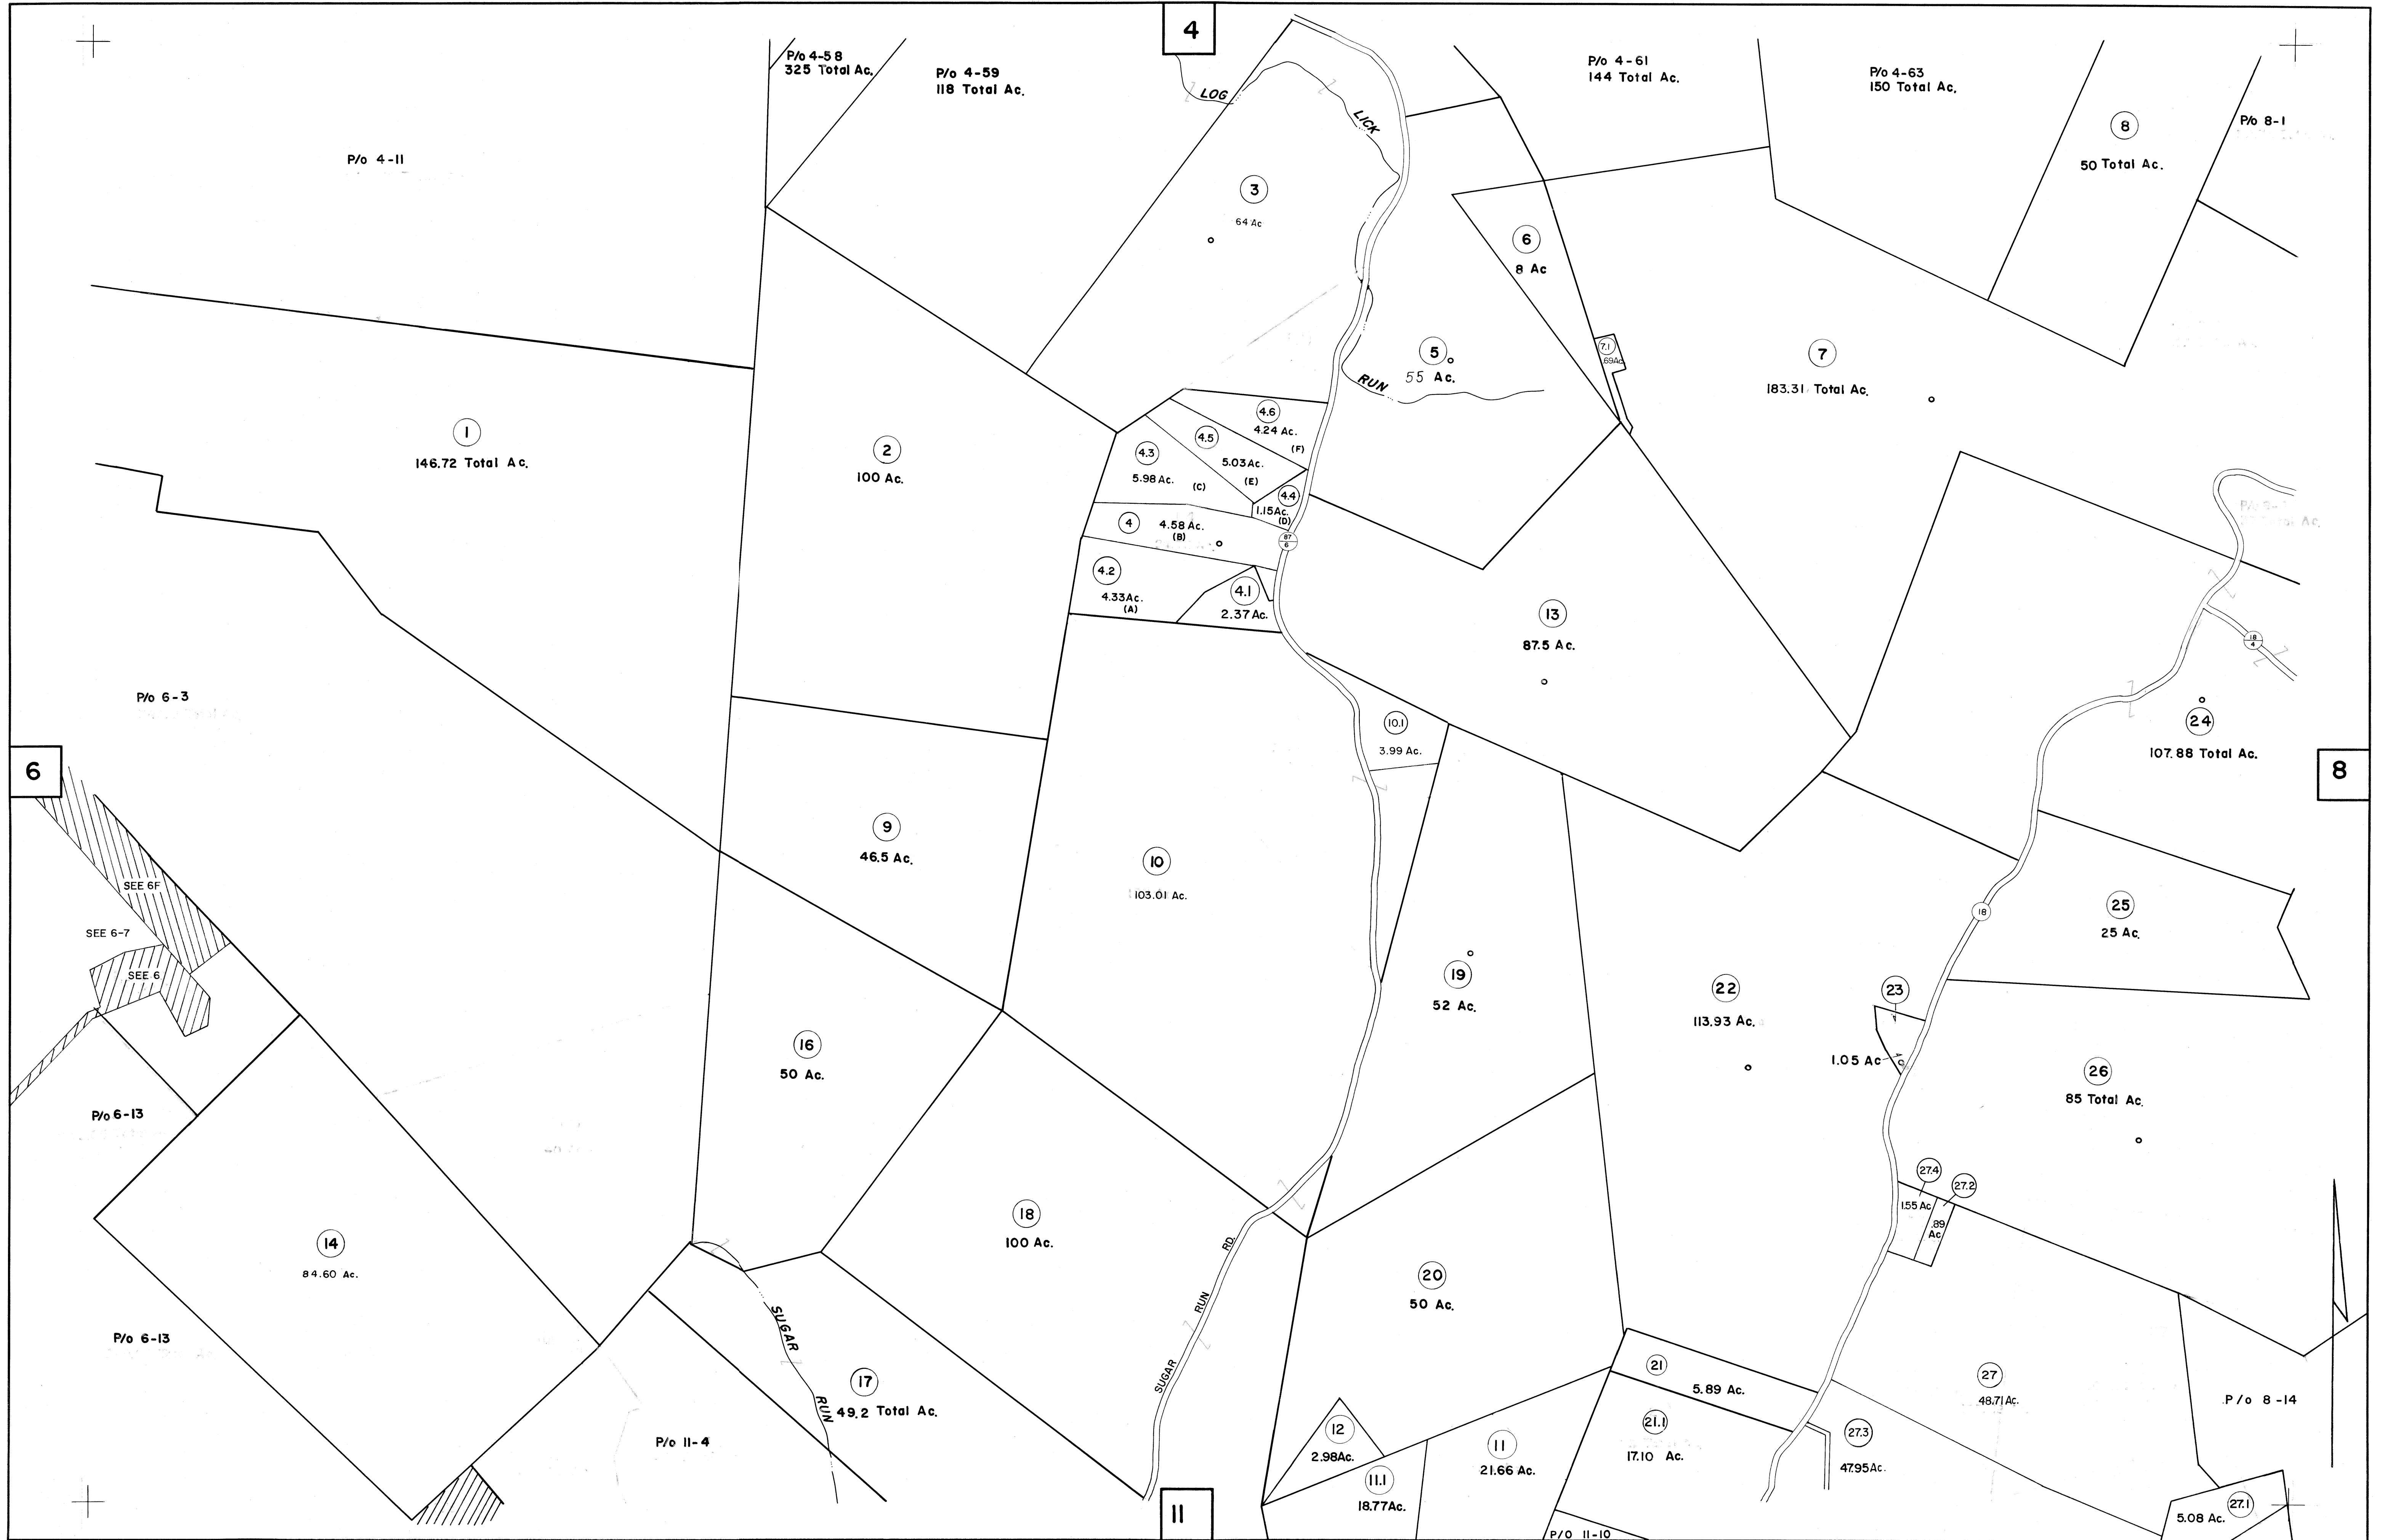 4
P/o 4-58
325 Total Ac.
P/o 4-59
118 Total Ac.
P/o 4-61
144 Total Ac.
P/o 4-63
150 Total Ac.
8
50 Total Ac.
P/o 8-1
P/o 4-11
LOG
LICK
RUN
3
64 Ac
6
8 Ac
5
55 Ac.
7.1
.69Ac
7
183.31 Total Ac.
1
146.72 Total Ac.
2
100 Ac.
4.6
4.24 Ac.
(F)
4.5
5.03Ac.
(E)
4.3
5.98Ac.
(C)
4.4
1.15Ac.
(D)
4
4.58 Ac.
(B)
87
6
4.2
4.33Ac.
(A)
4.1
2.37 Ac.
13
87.5 Ac.
18
4
P/o 6-3
10.1
3.99 Ac.
24
107.88 Total Ac.
6
8
9
46.5 Ac.
10
103.01 Ac.
SEE 6F
SEE 6-7
SEE 6
18
25
25 Ac.
19
52 Ac.
22
113.93 Ac.
23
1.05 Ac
16
50 Ac.
26
85 Total Ac.
P/o 6-13
27.4
1.55 Ac
27.2
.89
Ac
14
84.60 Ac.
18
100 Ac.
SUGAR RUN RD.
20
50 Ac.
P/o 6-13
SUGAR
RUN
17
49.2 Total Ac.
P/o 11-4
21
5.89 Ac.
27
48.71Ac.
P/o 8-14
12
2.98Ac.
11
21.66 Ac.
21.1
17.10 Ac.
27.3
47.95Ac.
11.1
18.77Ac.
27.1
5.08 Ac.
11
P/O 11-10